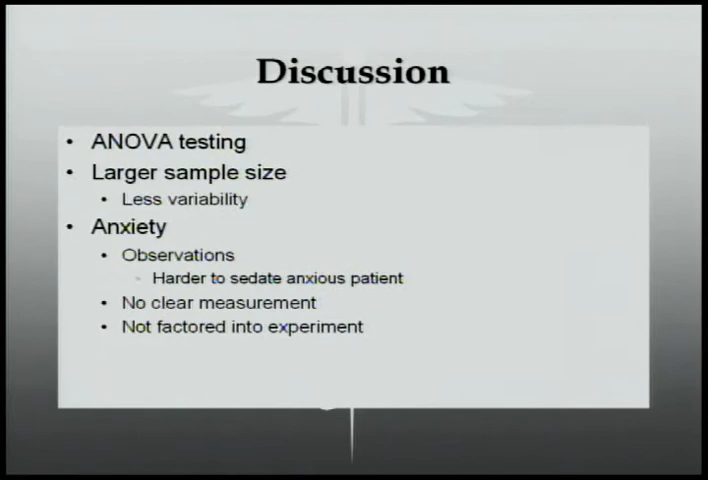 Discussion
• ANOVA testing
• Larger sample size
• Less variability
• Anxiety
• Observations
- Harder to sedate anxious patient
• No clear measurement
• Not factored into experiment